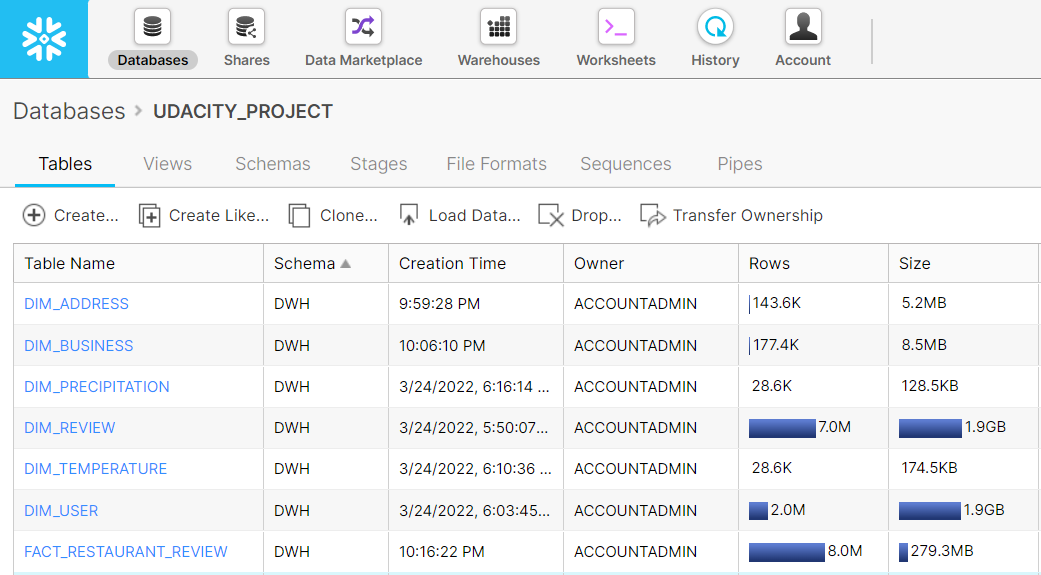 Databases Shares Data Marketplace Warehouses Worksheets History Account
Databases > UDACITY_PROJECT
Tables Views Schemas Stages File Formats Sequences Pipes
Create... Create Like... Clone... Load Data... Drop... Transfer Ownership
Table Name Schema Creation Time Owner Rows Size
DIM_ADDRESS DWH 9:59:28 PM ACCOUNTADMIN 143.6K 5.2MB
DIM_BUSINESS DWH 10:06:10 PM ACCOUNTADMIN 177.4K 8.5MB
DIM_PRECIPITATION DWH 3/24/2022, 6:16:14 ... ACCOUNTADMIN 28.6K 128.5KB
DIM_REVIEW DWH 3/24/2022, 5:50:07... ACCOUNTADMIN 7.0M 1.9GB
DIM_TEMPERATURE DWH 3/24/2022, 6:10:36 ... ACCOUNTADMIN 28.6K 174.5KB
DIM_USER DWH 3/24/2022, 6:03:45... ACCOUNTADMIN 2.0M 1.9GB
FACT_RESTAURANT_REVIEW DWH 10:16:22 PM ACCOUNTADMIN 8.0M 279.3MB